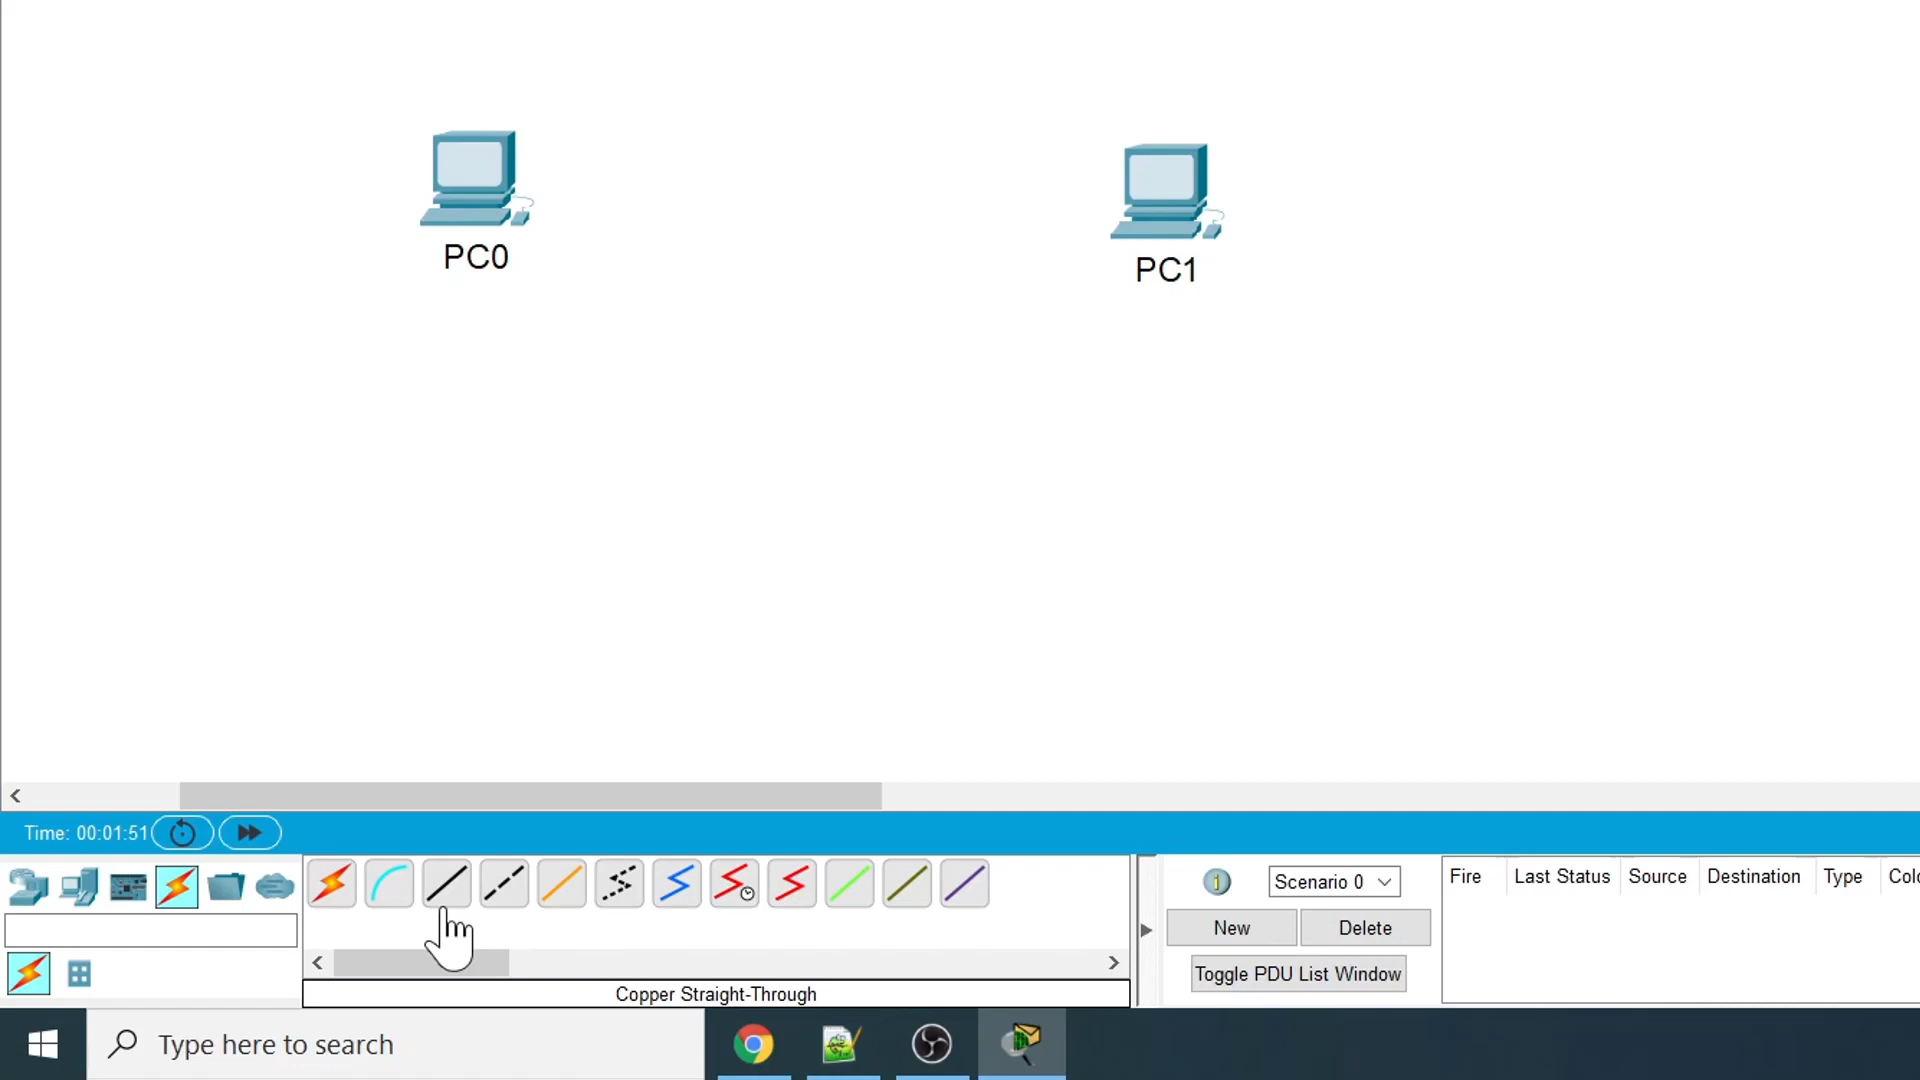 PC0
PC1
Time: 00:01:51
Scenario 0
Fire Last Status Source Destination Type
New Delete
Toggle PDU List Window
Copper Straight-Through
Type here to search